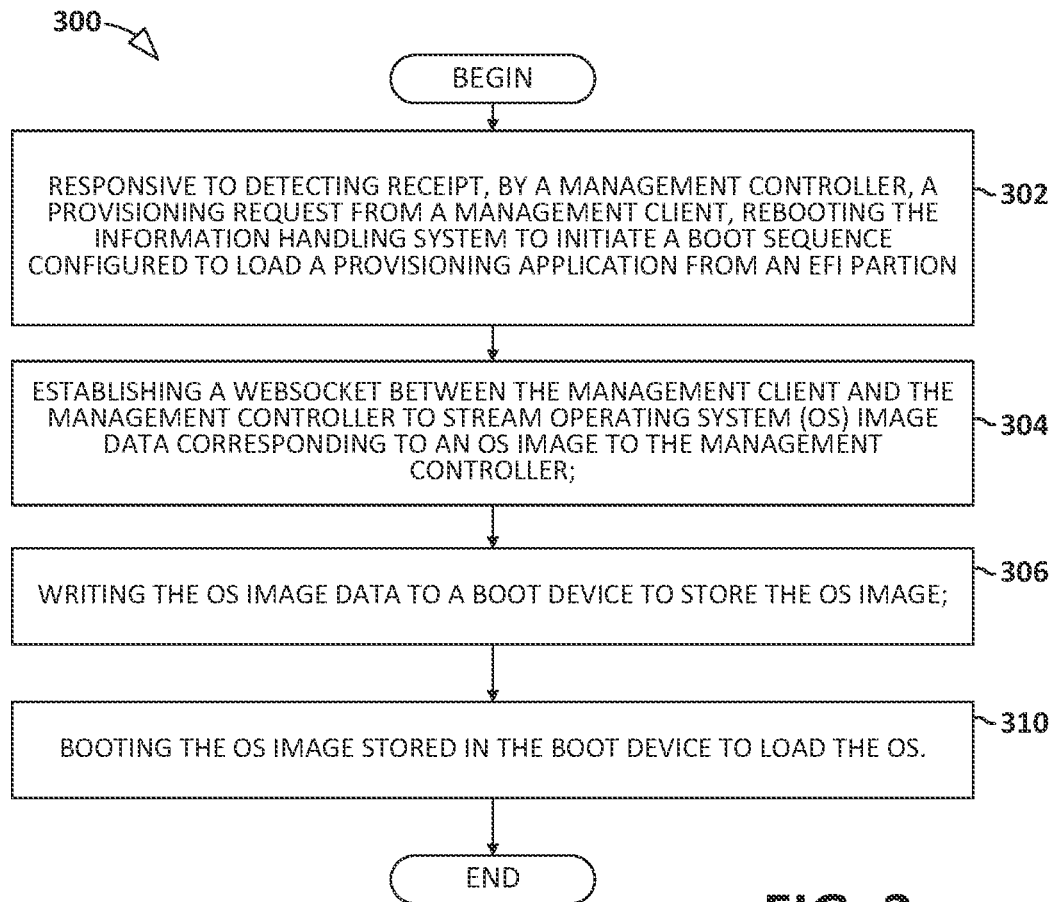 300
BEGIN
RESPONSIVE TO DETECTING RECEIPT, BY A MANAGEMENT CONTROLLER, A
PROVISIONING REQUEST FROM A MANAGEMENT CLIENT, REBOOTING THE
INFORMATION HANDLING SYSTEM TO INITIATE A BOOT SEQUENCE
CONFIGURED TO LOAD A PROVISIONING APPLICATION FROM AN EFI PARTION
302
ESTABLISHING A WEBSOCKET BETWEEN THE MANAGEMENT CLIENT AND THE
MANAGEMENT CONTROLLER TO STREAM OPERATING SYSTEM (OS) IMAGE
DATA CORRESPONDING TO AN OS IMAGE TO THE MANAGEMENT
CONTROLLER;
304
WRITING THE OS IMAGE DATA TO A BOOT DEVICE TO STORE THE OS IMAGE;
306
BOOTING THE OS IMAGE STORED IN THE BOOT DEVICE TO LOAD THE OS.
310
END